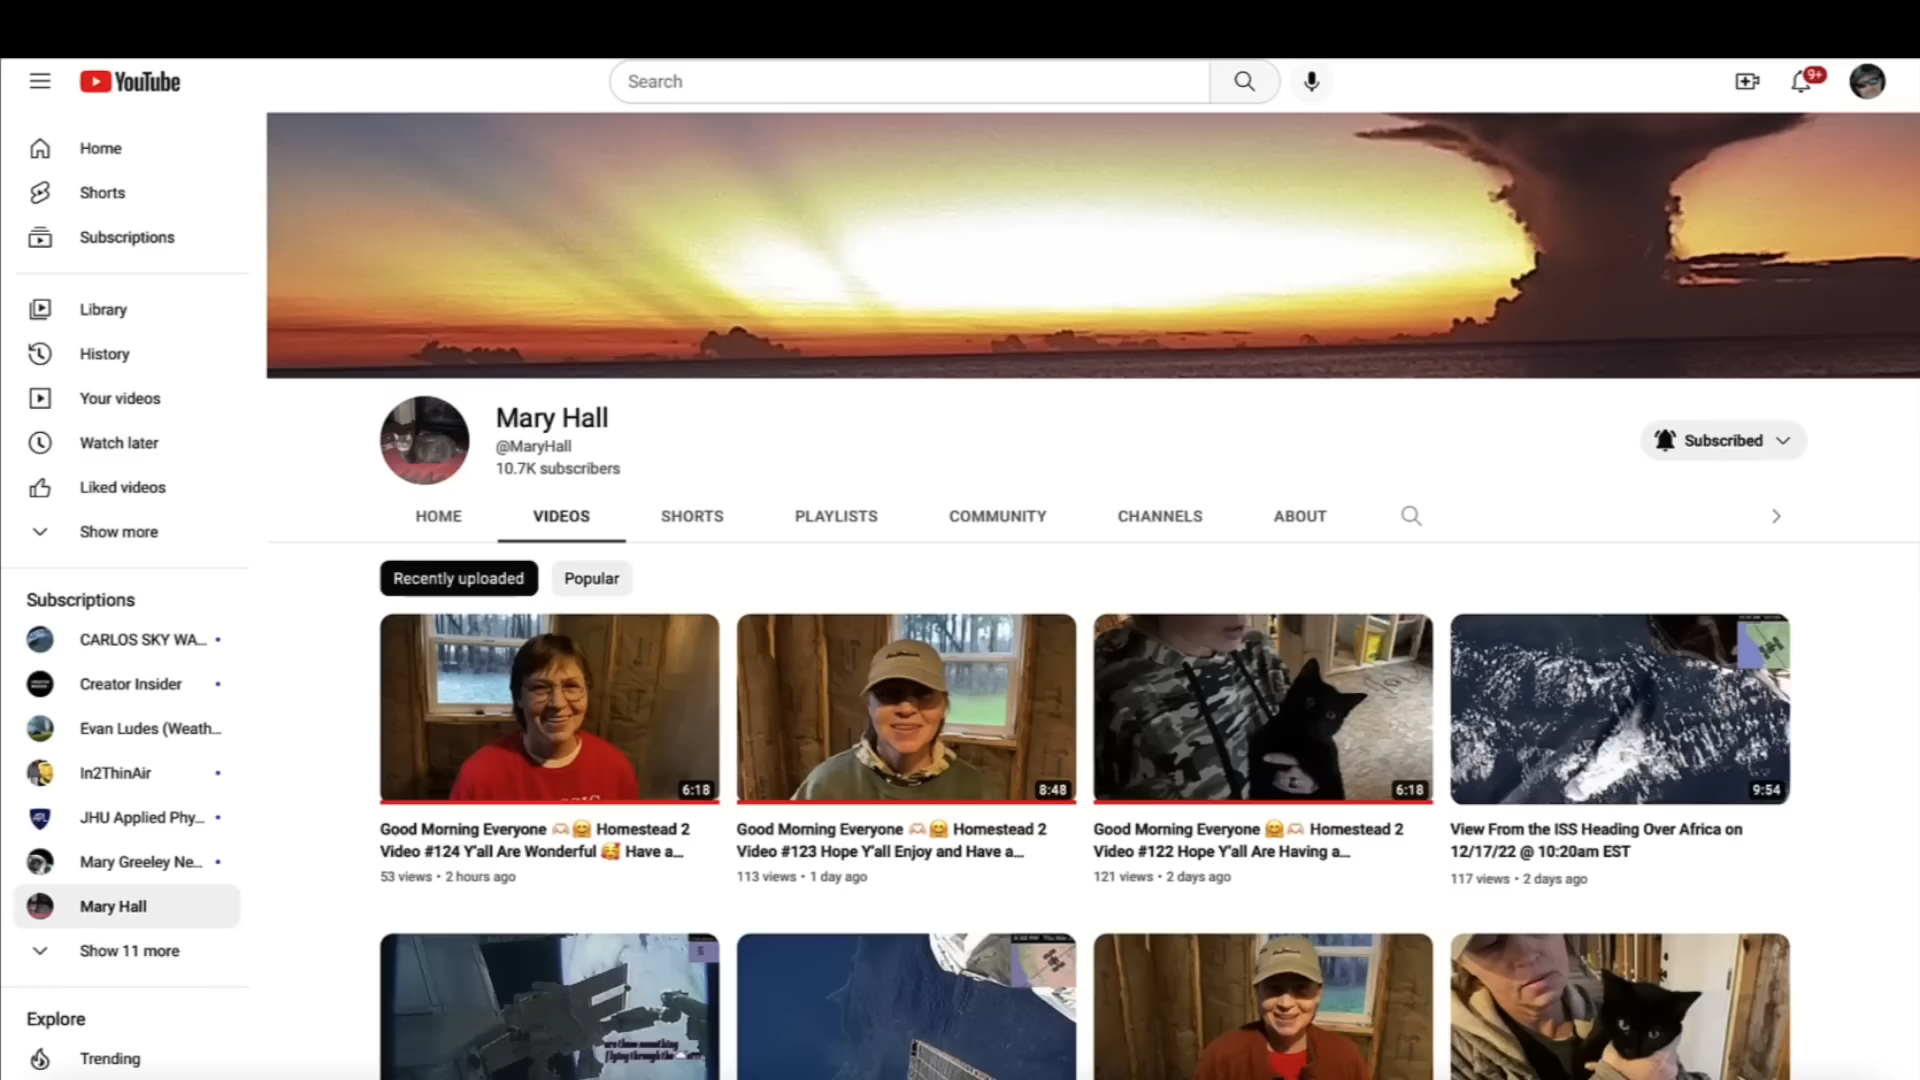 YouTube
Search
9+
Home
Shorts
Subscriptions
Library
History
Your videos
Watch later
Liked videos
Show more
Subscriptions
CARLOS SKY WA...
Creator Insider
Evan Ludes (Weath...
In2ThinAir
JHU Applied Phy...
Mary Greeley Ne...
Mary Hall
Show 11 more
Explore
Trending
Mary Hall
@MaryHall
10.7K subscribers
Subscribed
HOME
VIDEOS
SHORTS
PLAYLISTS
COMMUNITY
CHANNELS
ABOUT
Recently uploaded
Popular
6:18
Good Morning Everyone 🫶🤗 Homestead 2
Video #124 Y'all Are Wonderful 🥰 Have a...
53 views • 2 hours ago
8:48
Good Morning Everyone 🫶🤗 Homestead 2
Video #123 Hope Y'all Enjoy and Have a...
113 views • 1 day ago
6:18
Good Morning Everyone 🤗🫶 Homestead 2
Video #122 Hope Y'all Are Having a...
121 views • 2 days ago
9:54
View From the ISS Heading Over Africa on
12/17/22 @ 10:20am EST
117 views • 2 days ago